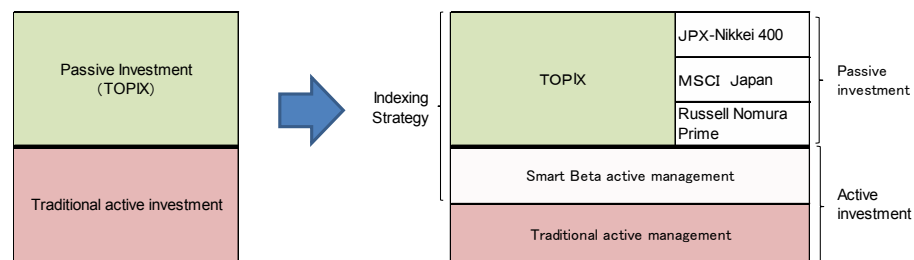 Passive Investment
(TOPIX)
Traditional active investment
Indexing
Strategy
TOPIX
JPX-Nikkei 400
MSCI Japan
Russell Nomura
Prime
Smart Beta active management
Traditional active management
Passive
investment
Active
investment